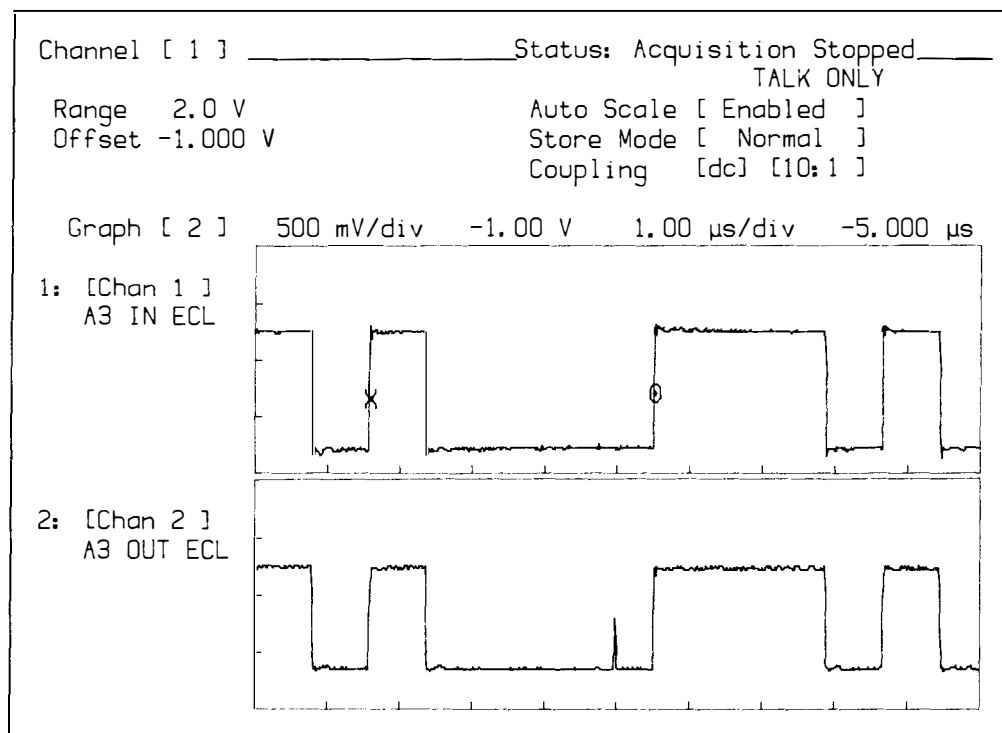 Channel [ 1 ] Status: Acquisition Stopped
TALK ONLY
Range 2.0 V Auto Scale [ Enabled ]
Offset -1.000 V Store Mode [ Normal ]
Coupling [dc] [10:1 ]
Graph [ 2 ] 500 mV/div -1.00 V 1.00 µs/div -5.000 µs
1: [Chan 1 ]
A3 IN ECL
2: [Chan 2 ]
A3 OUT ECL